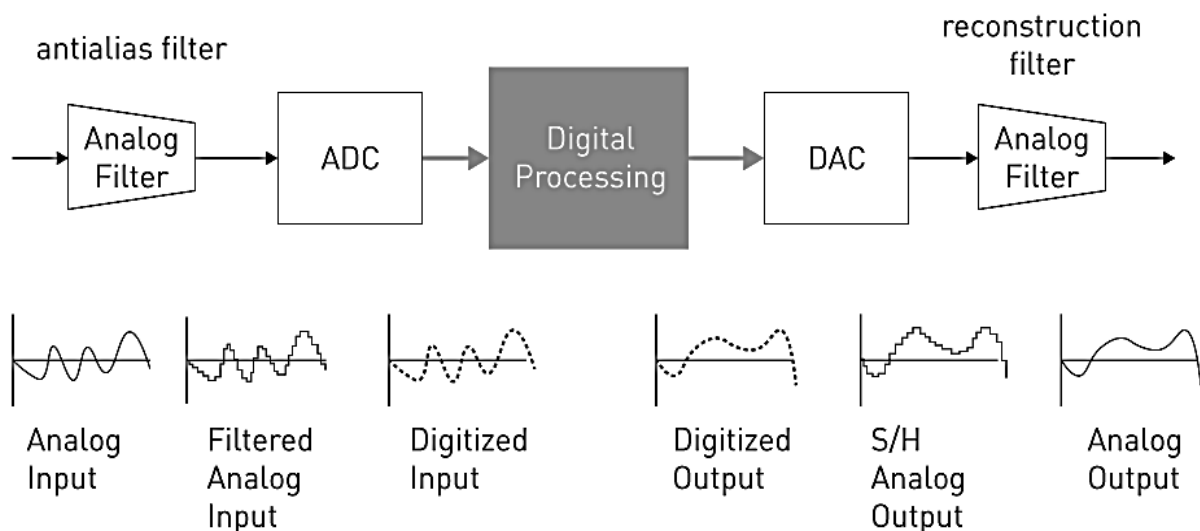 antialias filter
reconstruction
filter
Analog
Filter
ADC
Digital
Processing
DAC
Analog
Filter
Analog
Input
Filtered
Analog
Input
Digitized
Input
Digitized
Output
S/H
Analog
Output
Analog
Output